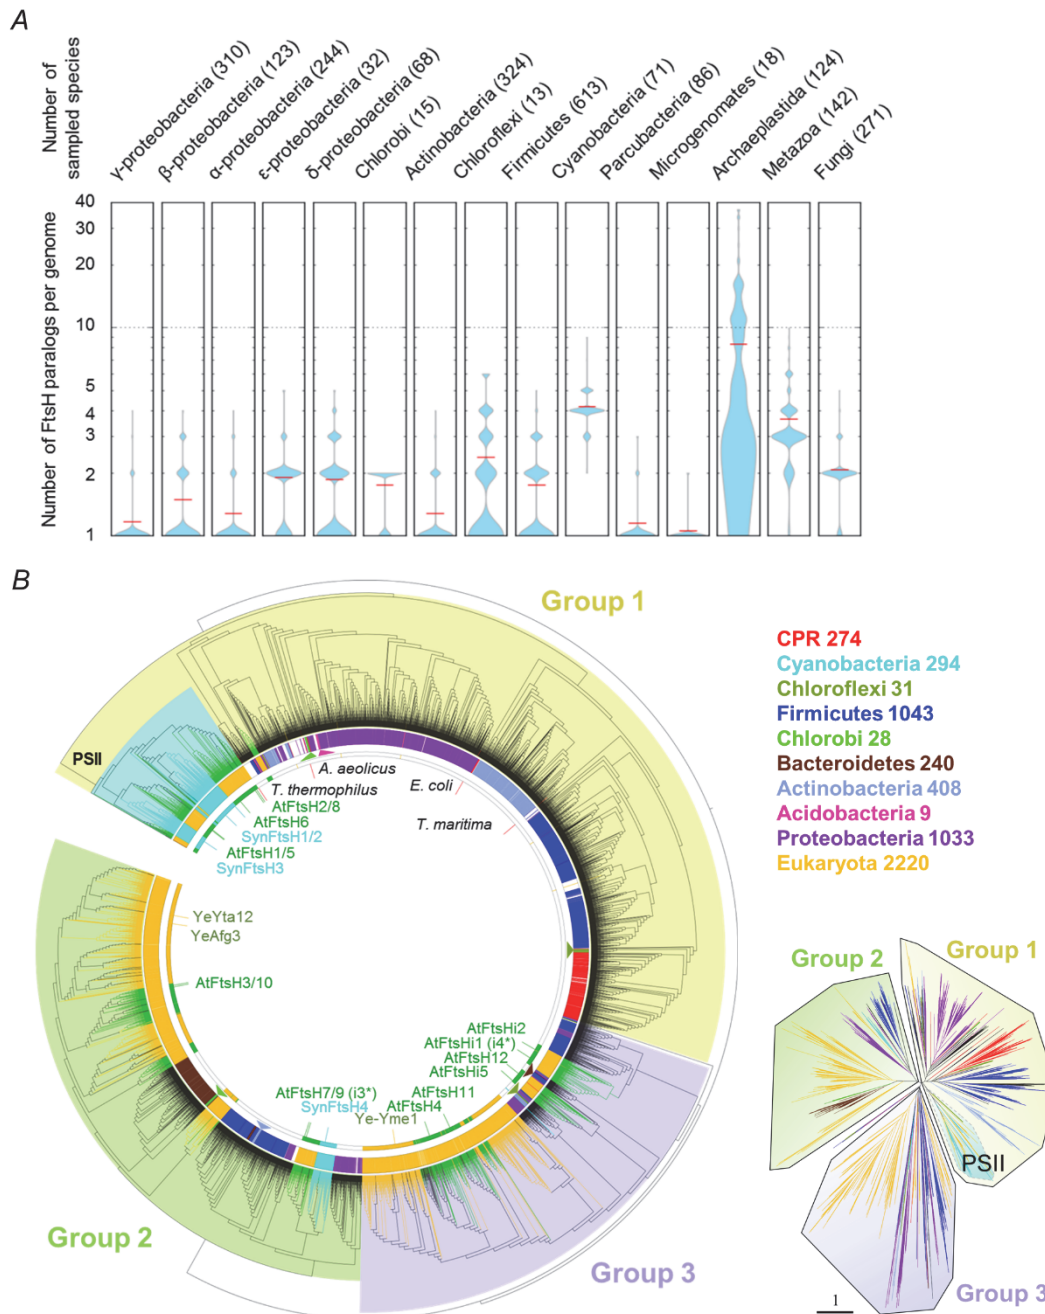 A
Number of
sampled species
γ-proteobacteria (310)
β-proteobacteria (123)
α-proteobacteria (244)
ε-proteobacteria (32)
δ-proteobacteria (68)
Chlorobi (15)
Actinobacteria (324)
Chloroflexi (13)
Firmicutes (613)
Cyanobacteria (71)
Parcubacteria (86)
Microgenomates (18)
Archaeplastida (124)
Metazoa (142)
Fungi (271)
Number of FtsH paralogs per genome
40
30
20
10
5
4
3
2
1
B
Group 1
PSII
A. aeolicus
T. thermophilus
E. coli
AtFtsH2/8
T. maritima
AtFtsH6
SynFtsH1/2
AtFtsH1/5
SynFtsH3
YeYta12
YeAfg3
AtFtsH3/10
AtFtsHi2
AtFtsHi1 (i4*)
AtFtsH12
AtFtsHi5
AtFtsH7/9 (i3*)
AtFtsH11
SynFtsH4
AtFtsH4
Ye-Yme1
Group 2
Group 3
CPR 274
Cyanobacteria 294
Chloroflexi 31
Firmicutes 1043
Chlorobi 28
Bacteroidetes 240
Actinobacteria 408
Acidobacteria 9
Proteobacteria 1033
Eukaryota 2220
Group 1
Group 2
PSII
Group 3
1